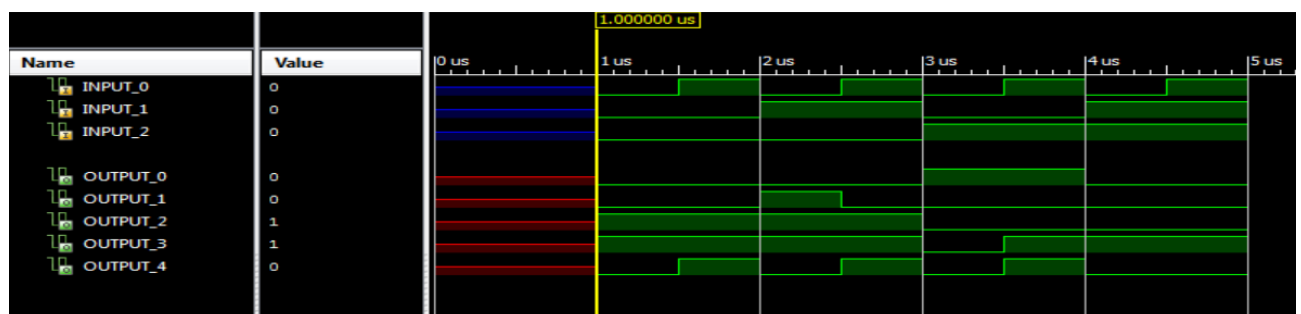 1.000000 us
Name Value 0 us 1 us 2 us 3 us 4 us 5 us
INPUT_0 0
INPUT_1 0
INPUT_2 0
OUTPUT_0 0
OUTPUT_1 0
OUTPUT_2 1
OUTPUT_3 1
OUTPUT_4 0